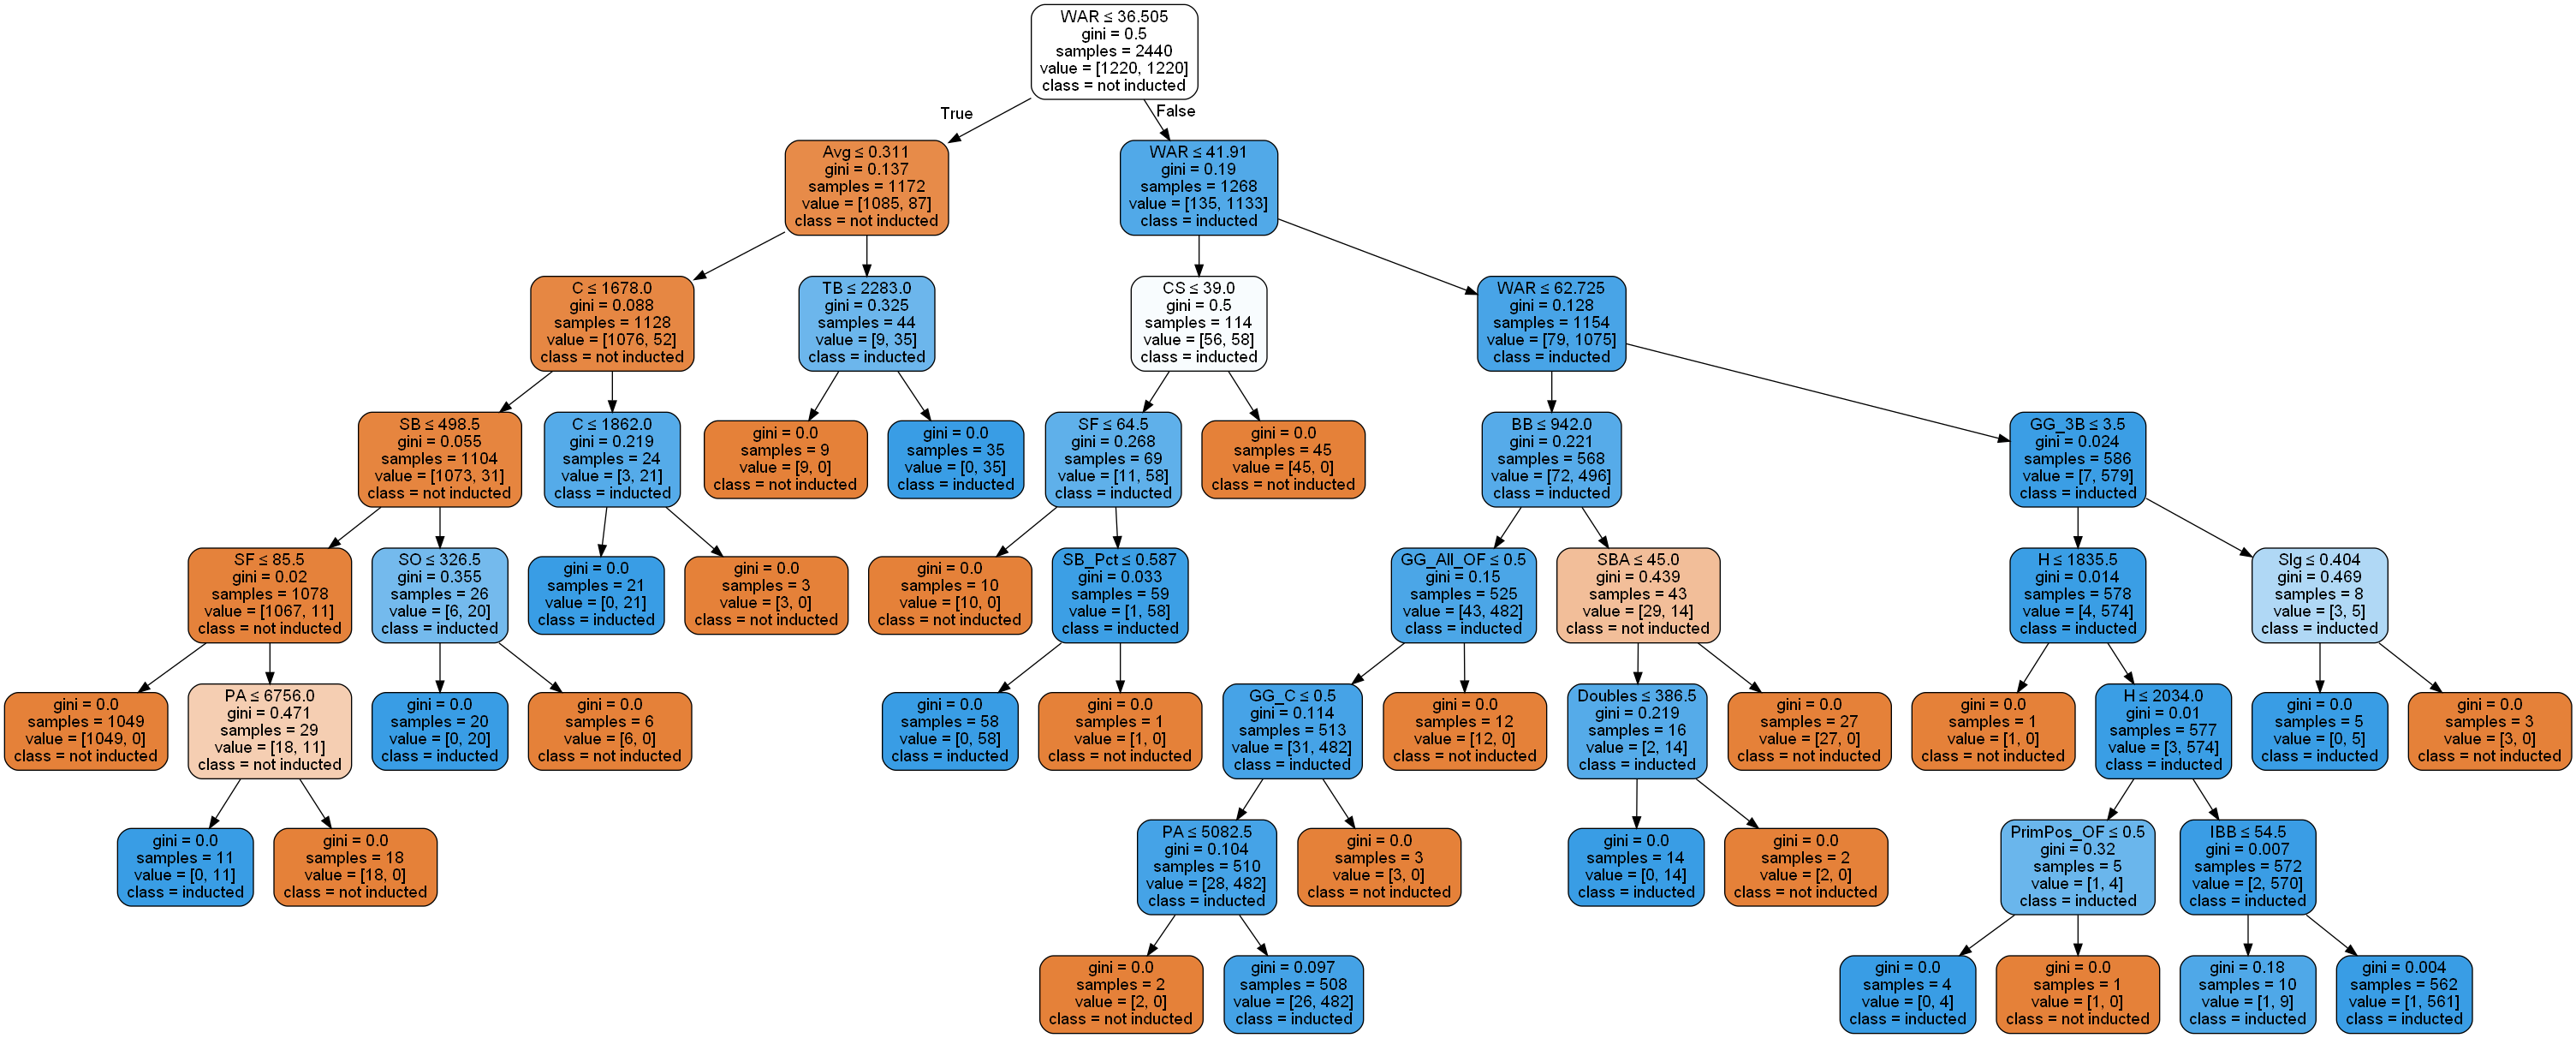 WAR ≤ 36.505
gini = 0.5
samples = 2440
value = [1220, 1220]
class = not inducted
True
False
Avg ≤ 0.311
gini = 0.137
samples = 1172
value = [1085, 87]
class = not inducted
WAR ≤ 41.91
gini = 0.19
samples = 1268
value = [135, 1133]
class = inducted
C ≤ 1678.0
gini = 0.088
samples = 1128
value = [1076, 52]
class = not inducted
TB ≤ 2283.0
gini = 0.325
samples = 44
value = [9, 35]
class = inducted
CS ≤ 39.0
gini = 0.5
samples = 114
value = [56, 58]
class = inducted
WAR ≤ 62.725
gini = 0.128
samples = 1154
value = [79, 1075]
class = inducted
SB ≤ 498.5
gini = 0.055
samples = 1104
value = [1073, 31]
class = not inducted
C ≤ 1862.0
gini = 0.219
samples = 24
value = [3, 21]
class = inducted
gini = 0.0
samples = 9
value = [9, 0]
class = not inducted
gini = 0.0
samples = 35
value = [0, 35]
class = inducted
SF ≤ 64.5
gini = 0.268
samples = 69
value = [11, 58]
class = inducted
gini = 0.0
samples = 45
value = [45, 0]
class = not inducted
BB ≤ 942.0
gini = 0.221
samples = 568
value = [72, 496]
class = inducted
GG_3B ≤ 3.5
gini = 0.024
samples = 586
value = [7, 579]
class = inducted
SF ≤ 85.5
gini = 0.02
samples = 1078
value = [1067, 11]
class = not inducted
SO ≤ 326.5
gini = 0.355
samples = 26
value = [6, 20]
class = inducted
gini = 0.0
samples = 21
value = [0, 21]
class = inducted
gini = 0.0
samples = 3
value = [3, 0]
class = not inducted
gini = 0.0
samples = 10
value = [10, 0]
class = not inducted
SB_Pct ≤ 0.587
gini = 0.033
samples = 59
value = [1, 58]
class = inducted
GG_All_OF ≤ 0.5
gini = 0.15
samples = 525
value = [43, 482]
class = inducted
SBA ≤ 45.0
gini = 0.439
samples = 43
value = [29, 14]
class = not inducted
H ≤ 1835.5
gini = 0.014
samples = 578
value = [4, 574]
class = inducted
Slg ≤ 0.404
gini = 0.469
samples = 8
value = [3, 5]
class = inducted
gini = 0.0
samples = 1049
value = [1049, 0]
class = not inducted
PA ≤ 6756.0
gini = 0.471
samples = 29
value = [18, 11]
class = not inducted
gini = 0.0
samples = 20
value = [0, 20]
class = inducted
gini = 0.0
samples = 6
value = [6, 0]
class = not inducted
gini = 0.0
samples = 58
value = [0, 58]
class = inducted
gini = 0.0
samples = 1
value = [1, 0]
class = not inducted
GG_C ≤ 0.5
gini = 0.114
samples = 513
value = [31, 482]
class = inducted
gini = 0.0
samples = 12
value = [12, 0]
class = not inducted
Doubles ≤ 386.5
gini = 0.219
samples = 16
value = [2, 14]
class = inducted
gini = 0.0
samples = 27
value = [27, 0]
class = not inducted
gini = 0.0
samples = 1
value = [1, 0]
class = not inducted
H ≤ 2034.0
gini = 0.01
samples = 577
value = [3, 574]
class = inducted
gini = 0.0
samples = 5
value = [0, 5]
class = inducted
gini = 0.0
samples = 3
value = [3, 0]
class = not inducted
gini = 0.0
samples = 11
value = [0, 11]
class = inducted
gini = 0.0
samples = 18
value = [18, 0]
class = not inducted
PA ≤ 5082.5
gini = 0.104
samples = 510
value = [28, 482]
class = inducted
gini = 0.0
samples = 3
value = [3, 0]
class = not inducted
gini = 0.0
samples = 14
value = [0, 14]
class = inducted
gini = 0.0
samples = 2
value = [2, 0]
class = not inducted
PrimPos_OF ≤ 0.5
gini = 0.32
samples = 5
value = [1, 4]
class = inducted
IBB ≤ 54.5
gini = 0.007
samples = 572
value = [2, 570]
class = inducted
gini = 0.0
samples = 2
value = [2, 0]
class = not inducted
gini = 0.097
samples = 508
value = [26, 482]
class = inducted
gini = 0.0
samples = 4
value = [0, 4]
class = inducted
gini = 0.0
samples = 1
value = [1, 0]
class = not inducted
gini = 0.18
samples = 10
value = [1, 9]
class = inducted
gini = 0.004
samples = 562
value = [1, 561]
class = inducted